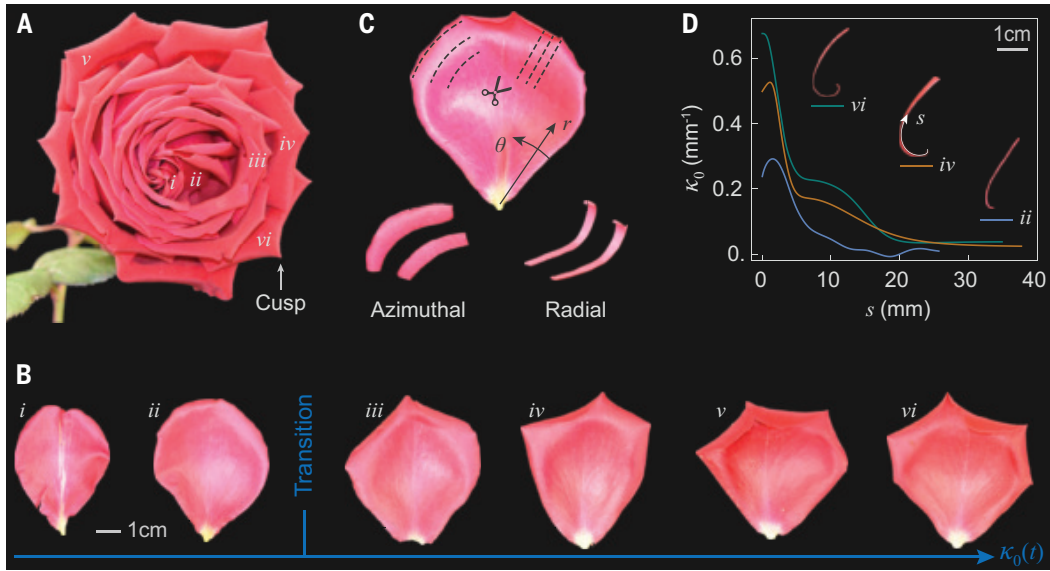 A
v
iv
iii
i
ii
vi
Cusp
C
θ
r
Azimuthal
Radial
D
1cm
0.6
0.4
0.2
0.
κ₀ (mm⁻¹)
vi
s
iv
ii
0
10
20
30
40
s (mm)
B
i
ii
1cm
Transition
iii
iv
v
vi
κ₀(t)